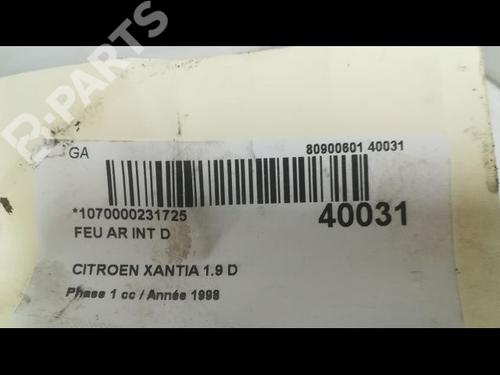 B-PARTS
GA
80900601 40031
*1070000231725
40031
FEU AR INT D
CITROEN XANTIA 1.9 D
Phase 1 cc / Année 1998